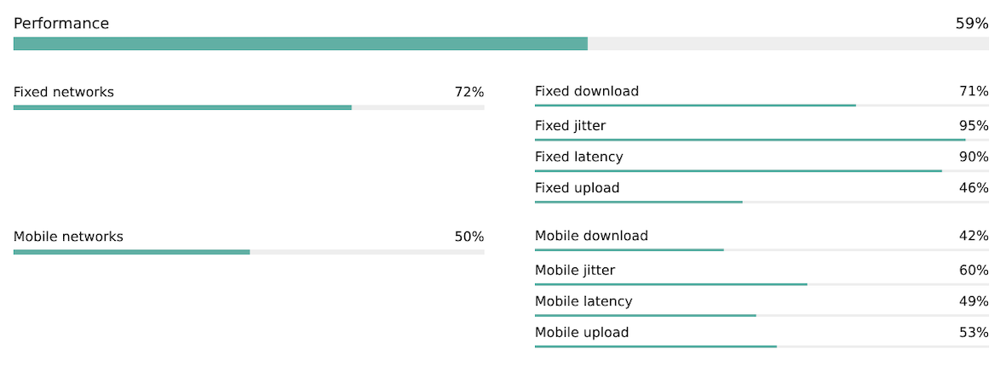 Performance 59%
Fixed networks 72%
Fixed download 71%
Fixed jitter 95%
Fixed latency 90%
Fixed upload 46%
Mobile networks 50%
Mobile download 42%
Mobile jitter 60%
Mobile latency 49%
Mobile upload 53%